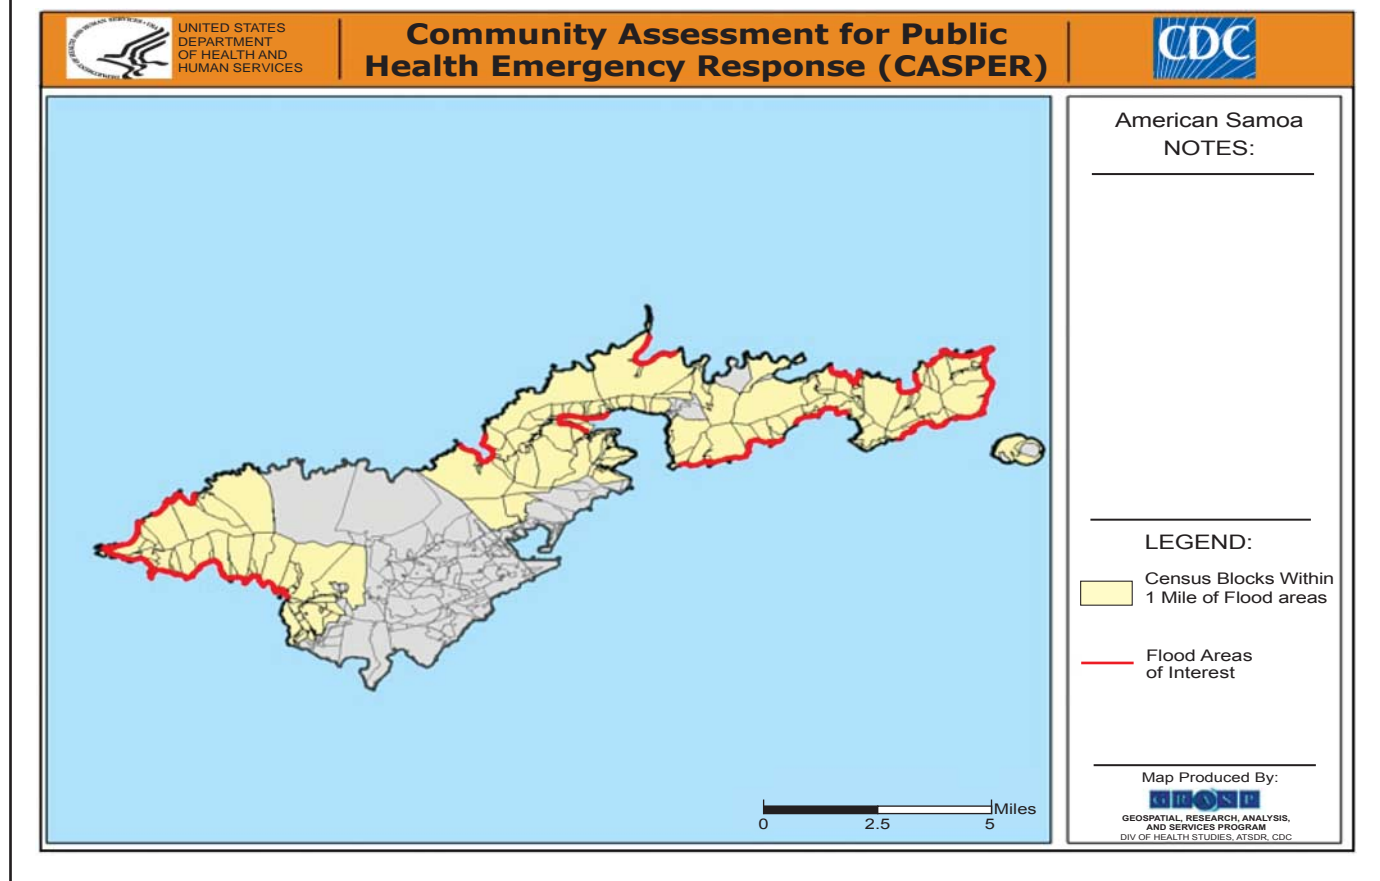 UNITED STATES
DEPARTMENT
OF HEALTH AND
HUMAN SERVICES
Community Assessment for Public
Health Emergency Response (CASPER)
CDC
American Samoa
NOTES:
LEGEND:
Census Blocks Within
1 Mile of Flood areas
Flood Areas
of Interest
Miles
0 2.5 5
Map Produced By:
GRASP
GEOSPATIAL, RESEARCH, ANALYSIS,
AND SERVICES PROGRAM
DIV OF HEALTH STUDIES, ATSDR, CDC